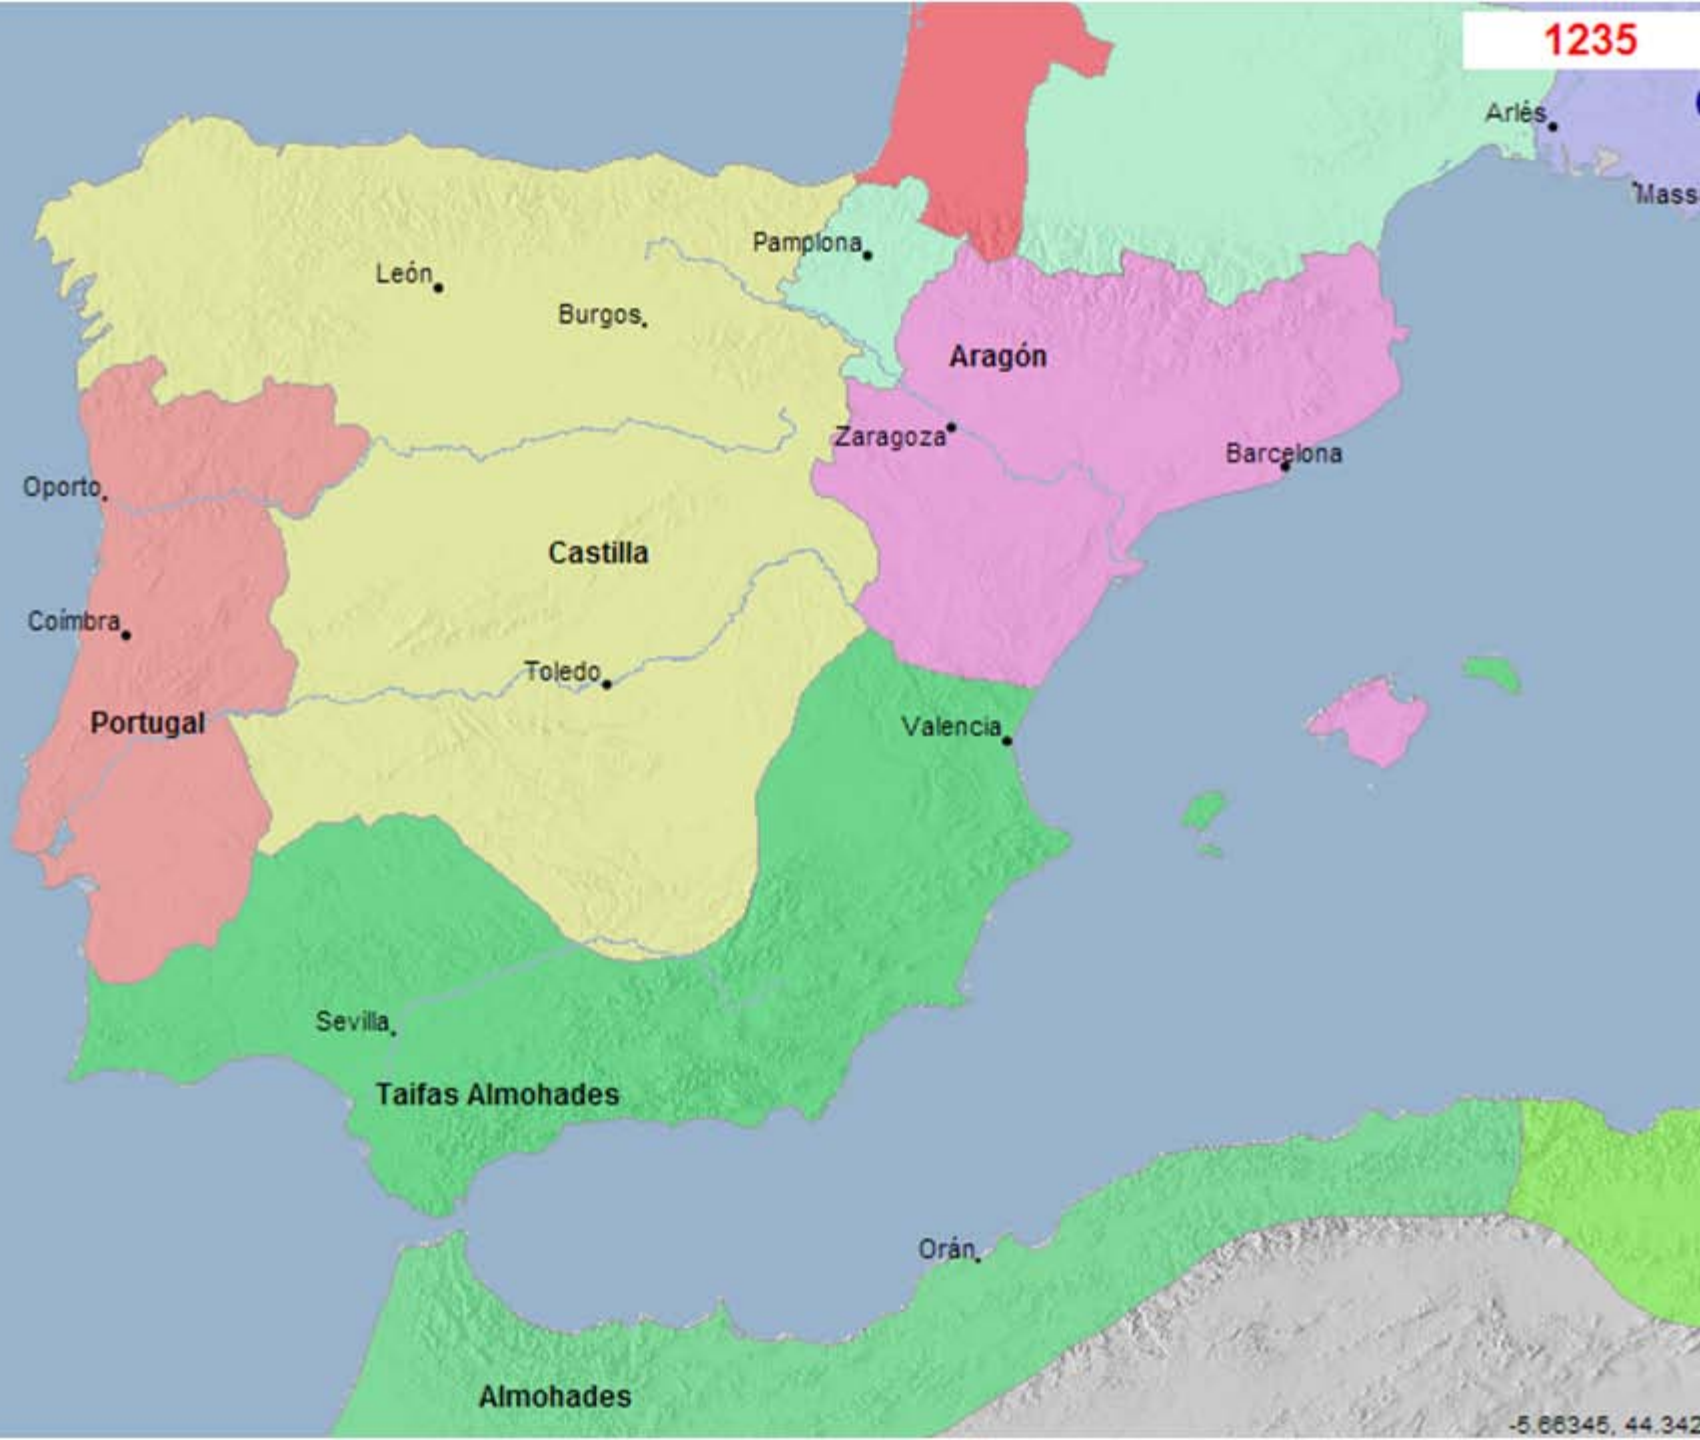 1235
Arlés
Mass
Pamplona
León
Burgos
Aragón
Zaragoza
Barcelona
Oporto
Castilla
Coímbra
Toledo
Portugal
Valencia
Sevilla
Taifas Almohades
Orán
Almohades
-5.66345, 44.342